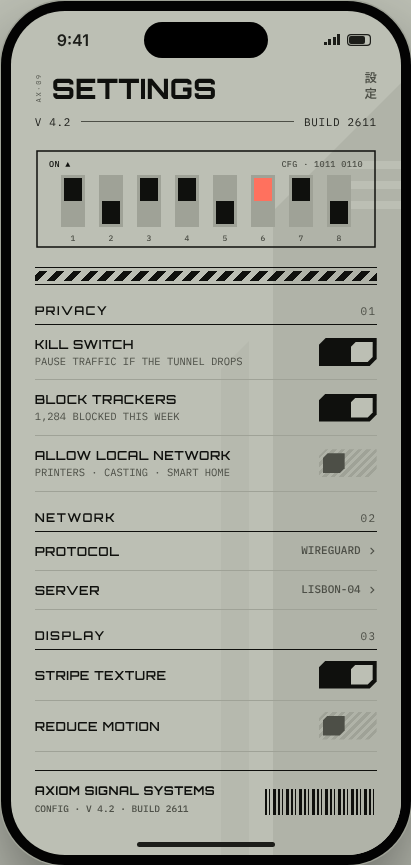 9:41
AX-09
SETTINGS
設定
V 4.2
BUILD 2611
ON ▲
CFG · 1011 0110
1 2 3 4 5 6 7 8
PRIVACY 01
KILL SWITCH
PAUSE TRAFFIC IF THE TUNNEL DROPS
BLOCK TRACKERS
1,284 BLOCKED THIS WEEK
ALLOW LOCAL NETWORK
PRINTERS · CASTING · SMART HOME
NETWORK 02
PROTOCOL WIREGUARD >
SERVER LISBON-04 >
DISPLAY 03
STRIPE TEXTURE
REDUCE MOTION
AXIOM SIGNAL SYSTEMS
CONFIG · V 4.2 · BUILD 2611